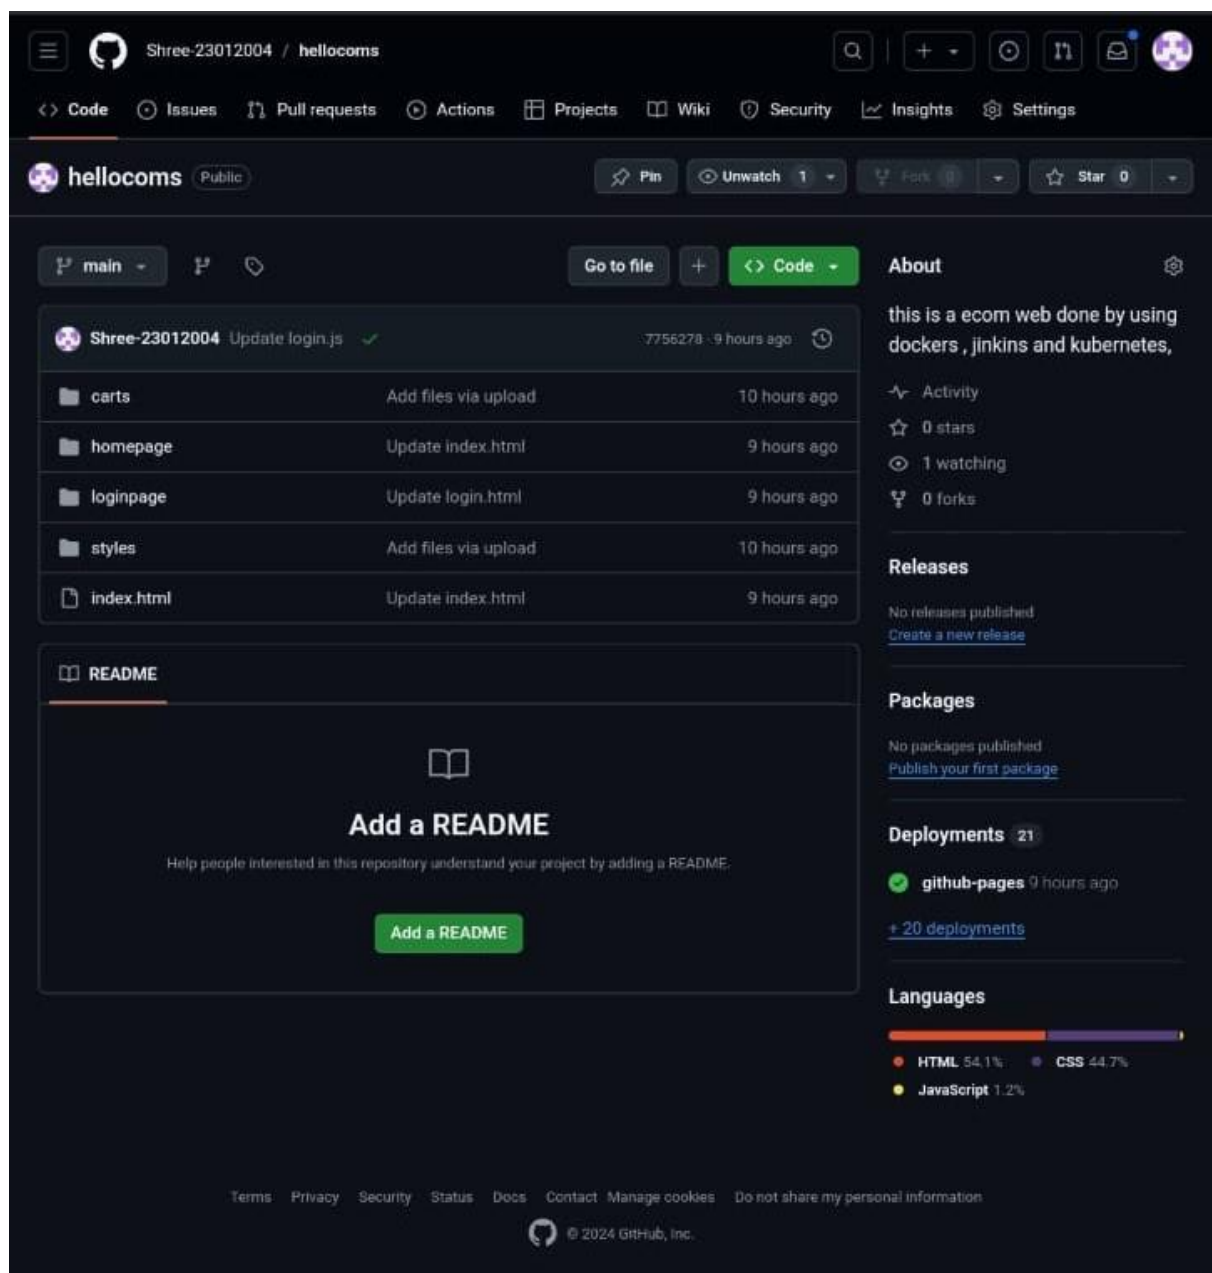 Shree-23012004 / hellocoms
Code Issues Pull requests Actions Projects Wiki Security Insights Settings
hellocoms Public Pin Unwatch 1 Fork 0 Star 0
main Go to file Code
Shree-23012004 Update login.js 7756278 · 9 hours ago
carts Add files via upload 10 hours ago
homepage Update index.html 9 hours ago
loginpage Update login.html 9 hours ago
styles Add files via upload 10 hours ago
index.html Update index.html 9 hours ago
README
Add a README
Help people interested in this repository understand your project by adding a README.
Add a README
About
this is a ecom web done by using
dockers , jinkins and kubernetes,
Activity
0 stars
1 watching
0 forks
Releases
No releases published
Create a new release
Packages
No packages published
Publish your first package
Deployments 21
github-pages 9 hours ago
+ 20 deployments
Languages
HTML 54.1% CSS 44.7%
JavaScript 1.2%
Terms Privacy Security Status Docs Contact Manage cookies Do not share my personal information
© 2024 GitHub, Inc.